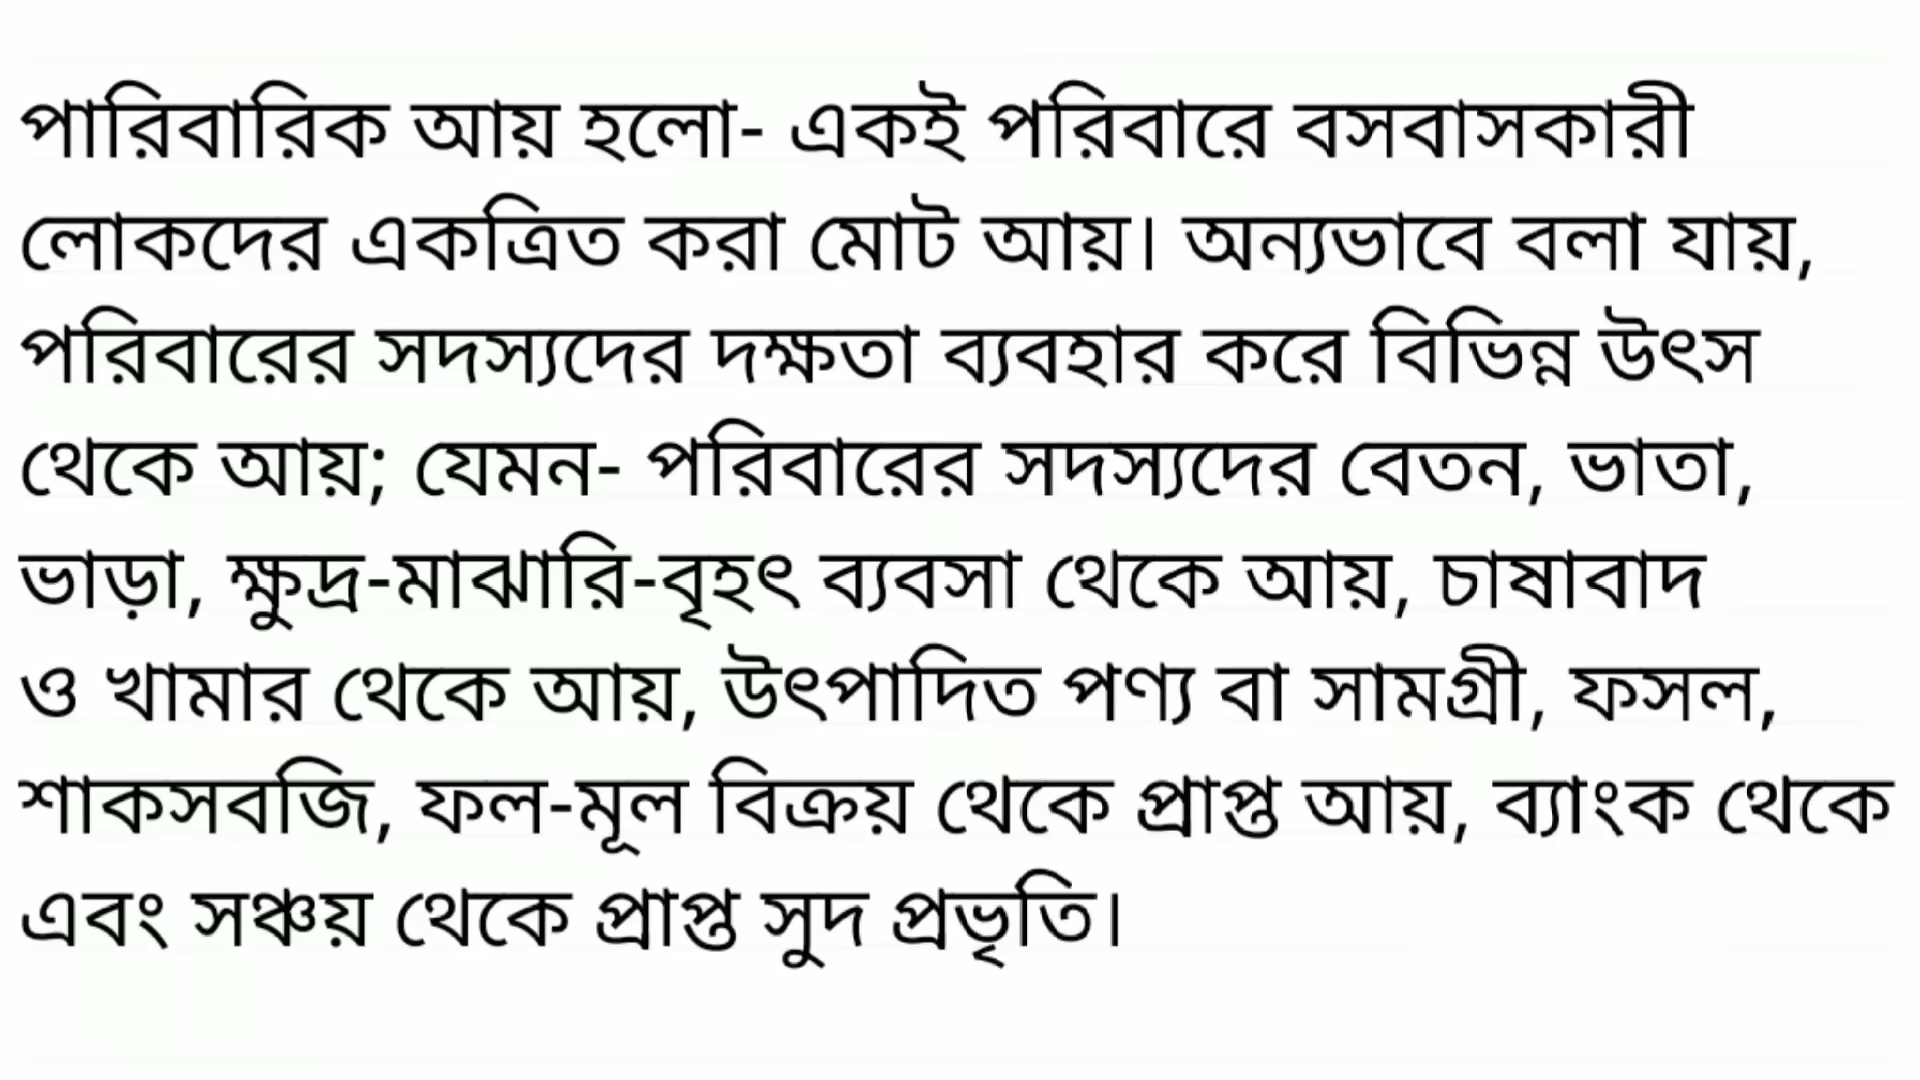 পারিবারিক আয় হলো- একই পরিবারে বসবাসকারী
লোকদের একত্রিত করা মোট আয়। অন্যভাবে বলা যায়,
পরিবারের সদস্যদের দক্ষতা ব্যবহার করে বিভিন্ন উৎস
থেকে আয়; যেমন- পরিবারের সদস্যদের বেতন, ভাতা,
ভাড়া, ক্ষুদ্র-মাঝারি-বৃহৎ ব্যবসা থেকে আয়, চাষাবাদ
ও খামার থেকে আয়, উৎপাদিত পণ্য বা সামগ্রী, ফসল,
শাকসবজি, ফল-মূল বিক্রয় থেকে প্রাপ্ত আয়, ব্যাংক থেকে
এবং সঞ্চয় থেকে প্রাপ্ত সুদ প্রভৃতি।